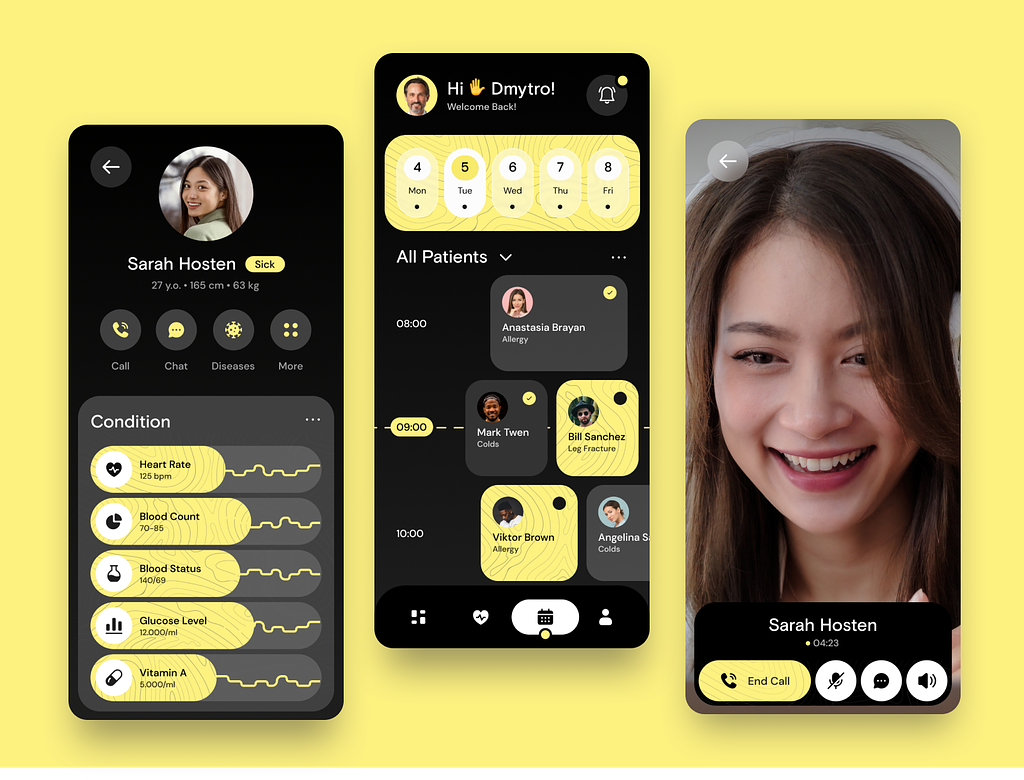 Sarah Hosten
Sick
27 y.o. • 165 cm • 63 kg
Call
Chat
Diseases
More
Condition
Heart Rate
125 bpm
Blood Count
70-85
Blood Status
140/69
Glucose Level
12.000/ml
Vitamin A
5.000/ml
Hi 🖐 Dmytro!
Welcome Back!
4 5 6 7 8
Mon Tue Wed Thu Fri
All Patients
08:00
Anastasia Brayan
Allergy
09:00
Mark Twen
Colds
Bill Sanchez
Leg Fracture
10:00
Viktor Brown
Allergy
Angelina Sa
Colds
Sarah Hosten
04:23
End Call